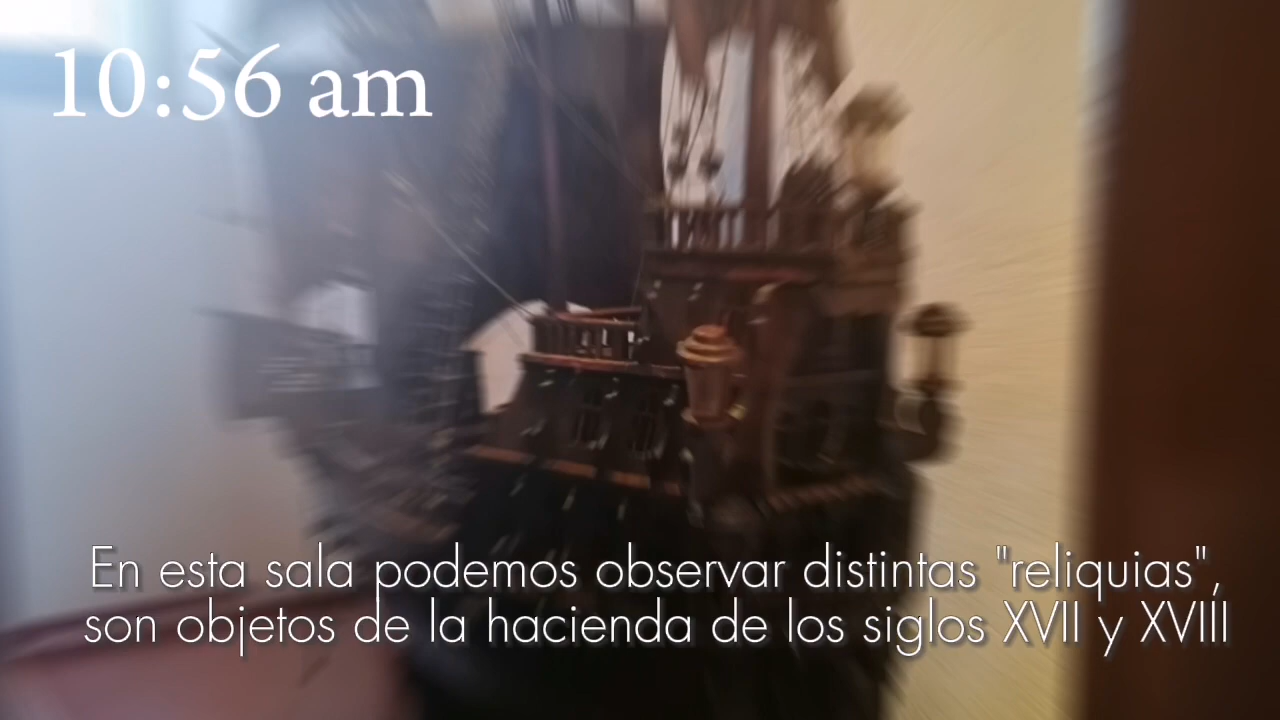 10:56 am
En esta sala podemos observar distintas "reliquias",
son objetos de la hacienda de los siglos XVII y XVIII